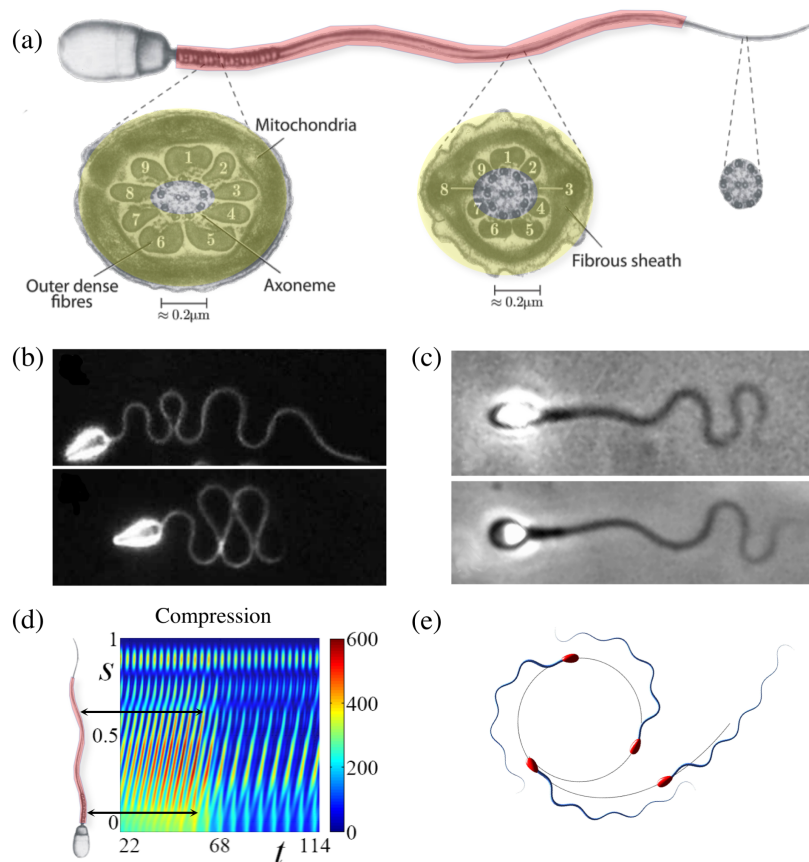 (a)
Mitochondria
1
2
3
4
5
6
7
8
9
Outer dense
fibres
Axoneme
≈ 0.2μm
1
2
3
4
5
6
7
8
9
Fibrous sheath
≈ 0.2μm
(b)
(c)
(d)
Compression
1
s
0.5
0
22
68
t
114
600
400
200
0
(e)